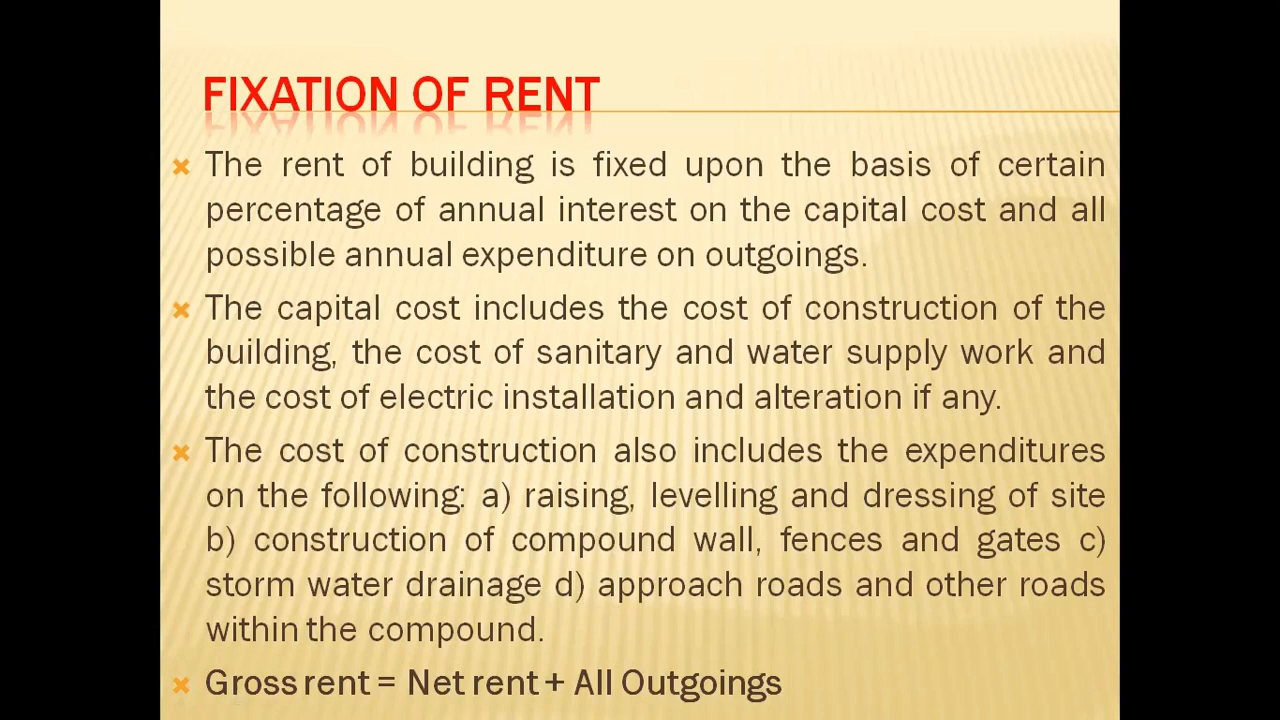 FIXATION OF RENT
The rent of building is fixed upon the basis of certain
percentage of annual interest on the capital cost and all
possible annual expenditure on outgoings.
The capital cost includes the cost of construction of the
building, the cost of sanitary and water supply work and
the cost of electric installation and alteration if any.
The cost of construction also includes the expenditures
on the following: a) raising, levelling and dressing of site
b) construction of compound wall, fences and gates c)
storm water drainage d) approach roads and other roads
within the compound.
Gross rent = Net rent + All Outgoings